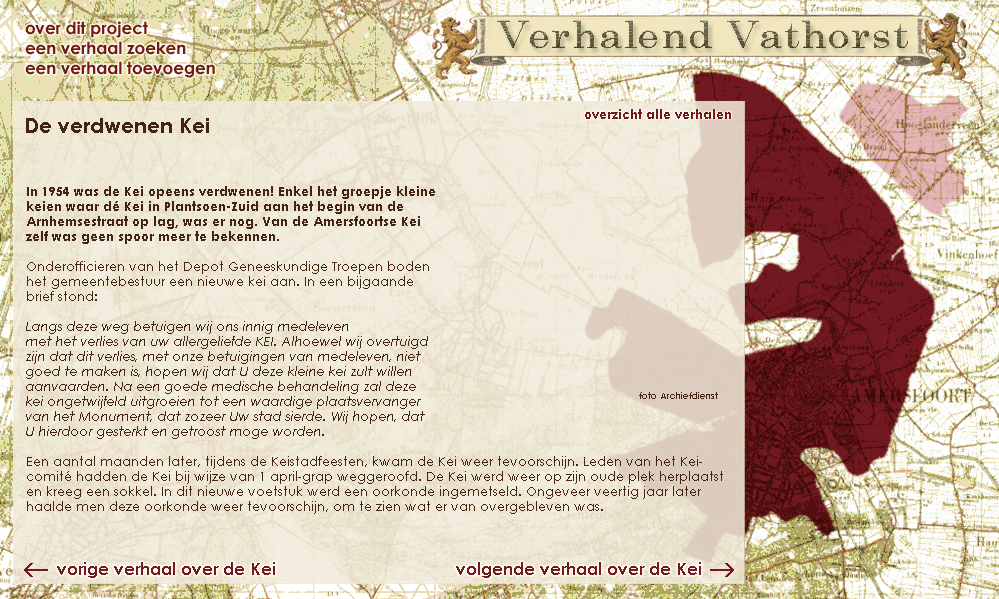 over dit project
een verhaal zoeken
een verhaal toevoegen
Verhalend Vathorst
overzicht alle verhalen
De verdwenen Kei
In 1954 was de Kei opeens verdwenen! Enkel het groepje kleine
keien waar dé Kei in Plantsoen-Zuid aan het begin van de
Arnhemsestraat op lag, was er nog. Van de Amersfoortse Kei
zelf was geen spoor meer te bekennen.
Onderofficieren van het Depot Geneeskundige Troepen boden
het gemeentebestuur een nieuwe kei aan. In een bijgaande
brief stond:
Langs deze weg betuigen wij ons innig medeleven
met het verlies van uw allergeliefde KEI. Alhoewel wij overtuigd
zijn dat dit verlies, met onze betuigingen van medeleven, niet
goed te maken is, hopen wij dat U deze kleine kei zult willen
aanvaarden. Na een goede medische behandeling zal deze
kei ongetwijfeld uitgroeien tot een waardige plaatsvervanger
van het Monument, dat zozeer Uw stad sierde. Wij hopen, dat
U hierdoor gesterkt en getroost moge worden.
foto Archiefdienst
Een aantal maanden later, tijdens de Keistadfeesten, kwam de Kei weer tevoorschijn. Leden van het Kei-
comité hadden de Kei bij wijze van 1 april-grap weggeroofd. De Kei werd weer op zijn oude plek herplaatst
en kreeg een sokkel. In dit nieuwe voetstuk werd een oorkonde ingemetseld. Ongeveer veertig jaar later
haalde men deze oorkonde weer tevoorschijn, om te zien wat er van overgebleven was.
← vorige verhaal over de Kei
volgende verhaal over de Kei →
AMERSFOORT
Hooglanderveen
Vinkenhoef
Zevenhuizen